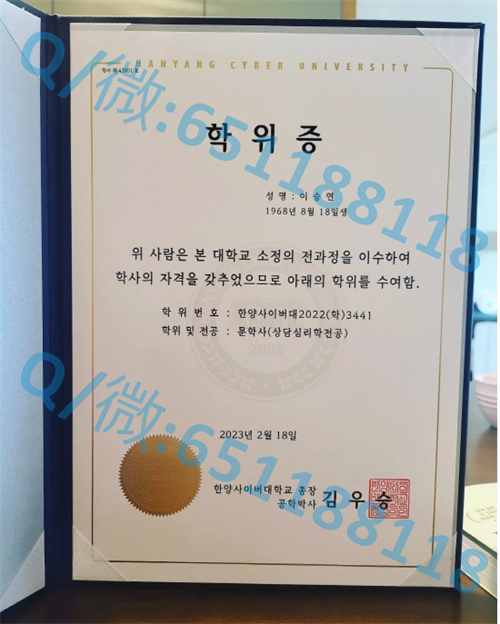 HANYANG CYBER UNIVERSITY
학위증
성 명 : 이 승 연
1968년 8월 18일생
위 사람은 본 대학교 소정의 전과정을 이수하여
학사의 자격을 갖추었으므로 아래의 학위를 수여함.
학 위 번 호 : 한양사이버대2022(학)3441
학위 및 전공 : 문학사(상담심리학전공)
2002
2023년 2월 18일
한양사이버대학교 총장
공학박사 김우승
Q/微:651188118
Q/微:651188118